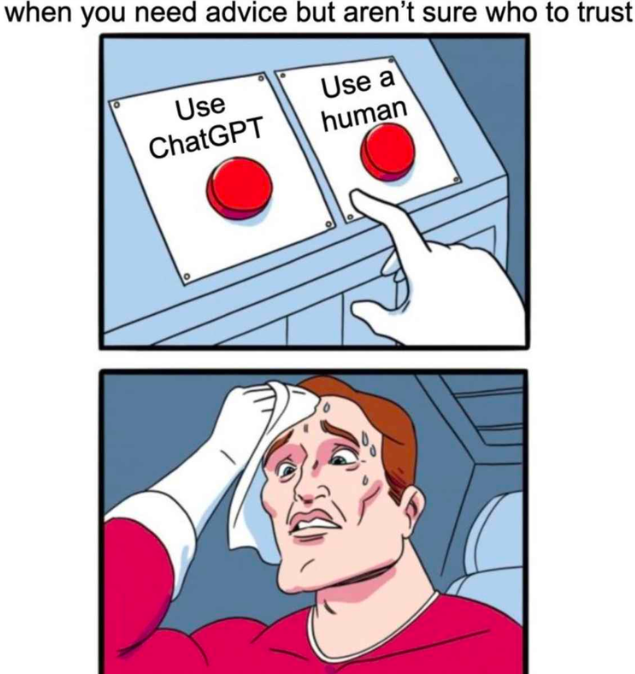 when you need advice but aren't sure who to trust
Use
ChatGPT
Use a
human